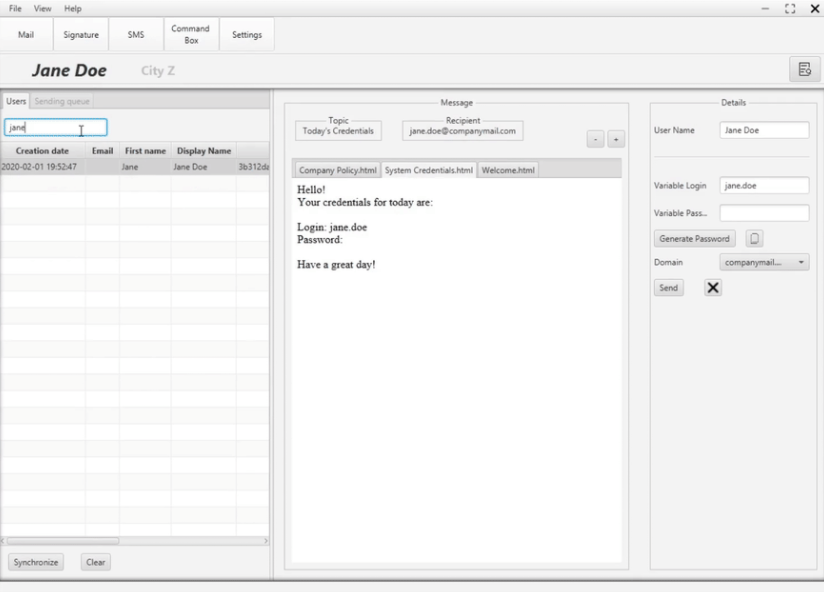 File View Help
Mail Signature SMS Command Box Settings
Jane Doe City Z
Users Sending queue
jane
Creation date Email First name Display Name
2020-02-01 19:52:47 Jane Jane Doe 3b312da
Synchronize Clear
Message
Topic
Today's Credentials
Recipient
jane.doe@companymail.com
- +
Company Policy.html System Credentials.html Welcome.html
Hello!
Your credentials for today are:
Login: jane.doe
Password:
Have a great day!
Details
User Name Jane Doe
Variable Login jane.doe
Variable Pass..
Generate Password
Domain companymail....
Send